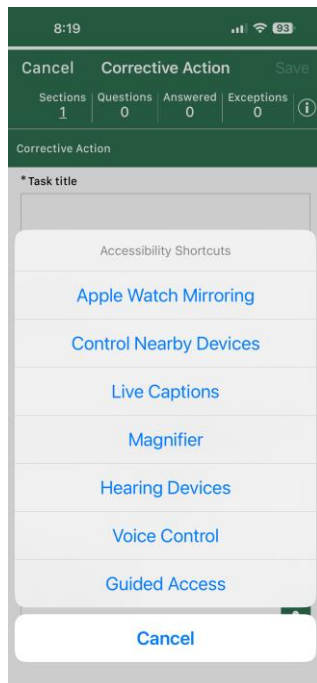 8:19 93
Cancel Corrective Action Save
Sections Questions Answered Exceptions
1 0 0 0
Corrective Action
* Task title
Accessibility Shortcuts
Apple Watch Mirroring
Control Nearby Devices
Live Captions
Magnifier
Hearing Devices
Voice Control
Guided Access
Cancel